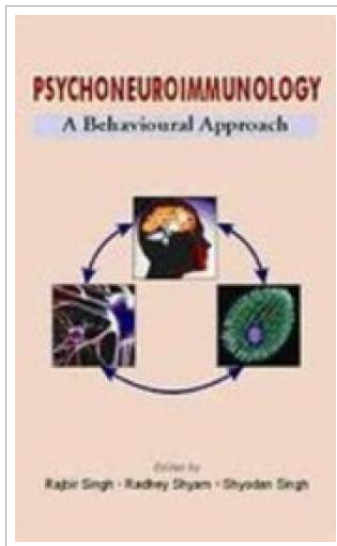 PSYCHONEUROIMMUNOLOGY
A Behavioural Approach
Edited by
Rajbir Singh • Radhey Shyam • Shyodan Singh